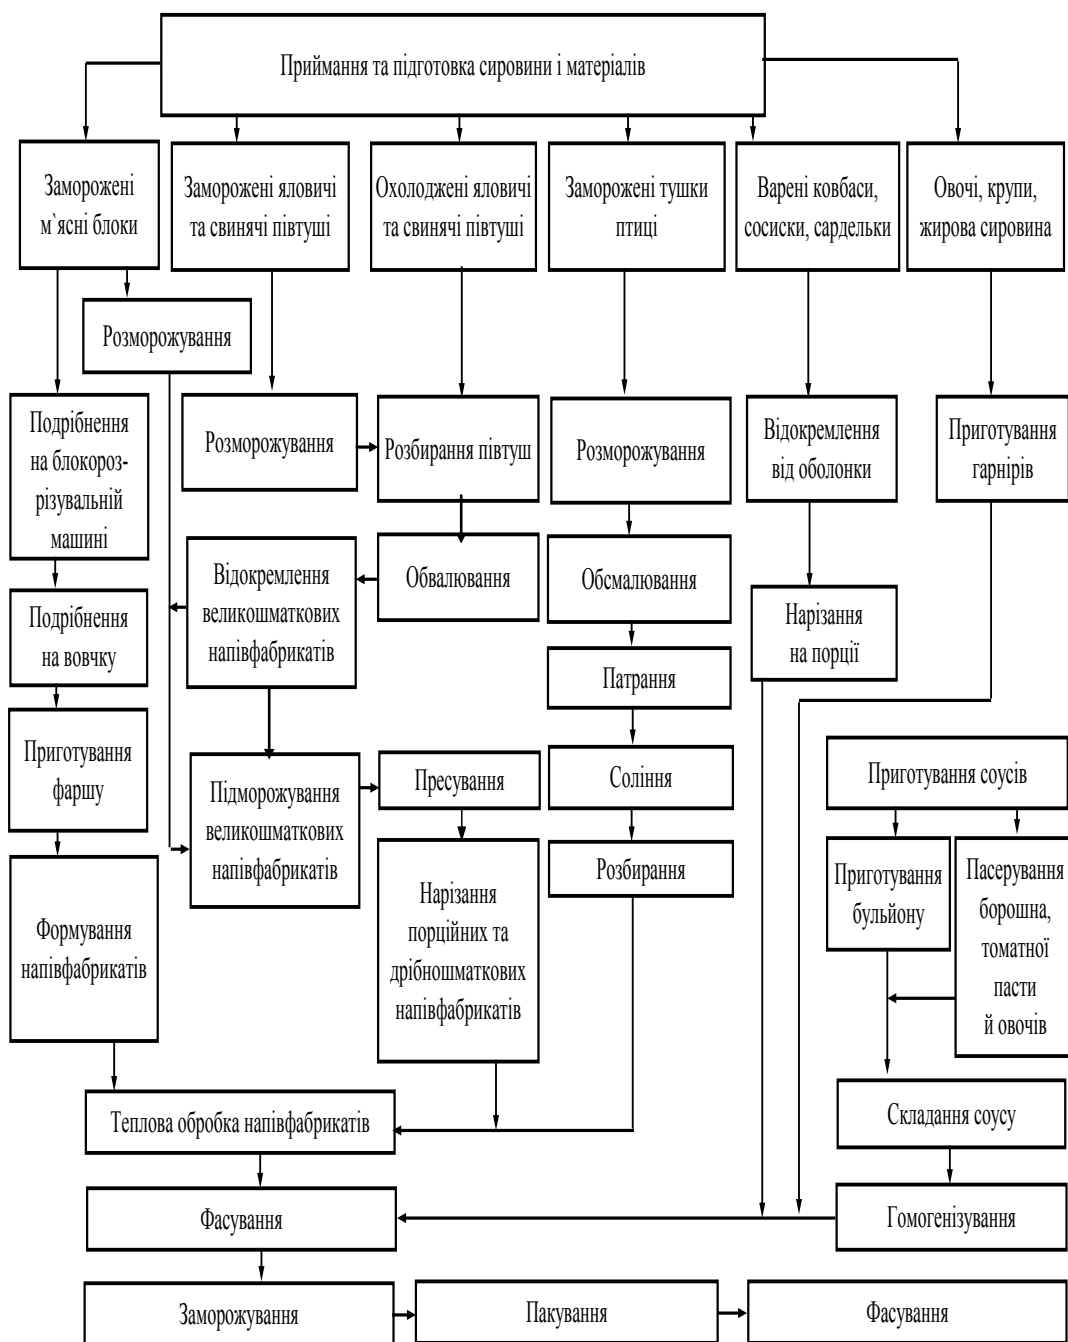 Приймання та підготовка сировини і матеріалів
Заморожені
м`ясні блоки
Заморожені яловичі
та свинячі півтуші
Охолоджені яловичі
та свинячі півтуші
Заморожені тушки
птиці
Варені ковбаси,
сосиски, сардельки
Овочі, крупи,
жирова сировина
Розморожування
Подрібнення
на блокороз-
різувальній
машині
Розморожування
Розбирання півтуш
Розморожування
Відокремлення
від оболонки
Приготування
гарнірів
Відокремлення
великошматкових
напівфабрикатів
Обвалювання
Обсмалювання
Подрібнення
на вовчку
Нарізання
на порції
Патрання
Приготування
фаршу
Підморожування
великошматкових
напівфабрикатів
Пресування
Соління
Приготування соусів
Формування
напівфабрикатів
Нарізання
порційних та
дрібношматкових
напівфабрикатів
Розбирання
Приготування
бульйону
Пасерування
борошна,
томатної
пасти
й овочів
Теплова обробка напівфабрикатів
Складання соусу
Фасування
Гомогенізування
Заморожування
Пакування
Фасування